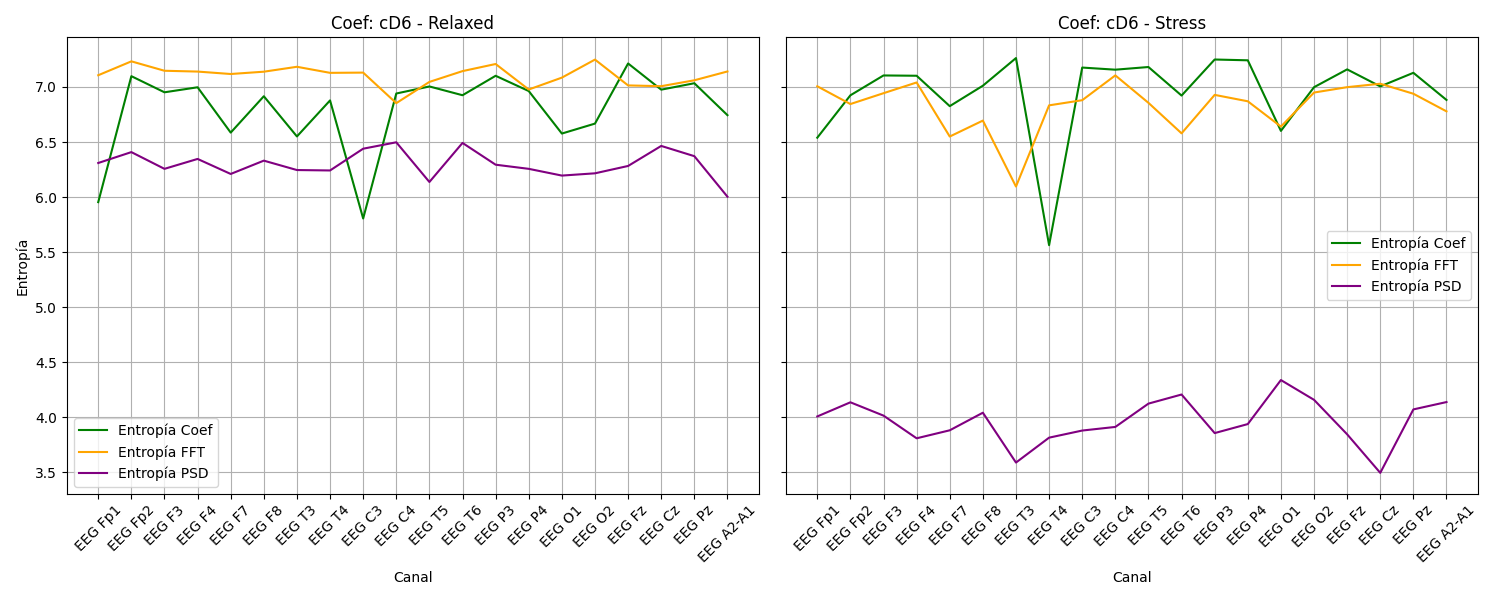 Coef: cD6 - Relaxed
Coef: cD6 - Stress
Entropía
7.0
6.5
6.0
5.5
5.0
4.5
4.0
3.5
Entropía Coef
Entropía FFT
Entropía PSD
Entropía Coef
Entropía FFT
Entropía PSD
EEG Fp1
EEG Fp2
EEG F3
EEG F4
EEG F7
EEG F8
EEG T3
EEG T4
EEG C3
EEG C4
EEG T5
EEG T6
EEG P3
EEG P4
EEG O1
EEG O2
EEG Fz
EEG Cz
EEG Pz
EEG A2-A1
EEG Fp1
EEG Fp2
EEG F3
EEG F4
EEG F7
EEG F8
EEG T3
EEG T4
EEG C3
EEG C4
EEG T5
EEG T6
EEG P3
EEG P4
EEG O1
EEG O2
EEG Fz
EEG Cz
EEG Pz
EEG A2-A1
Canal
Canal